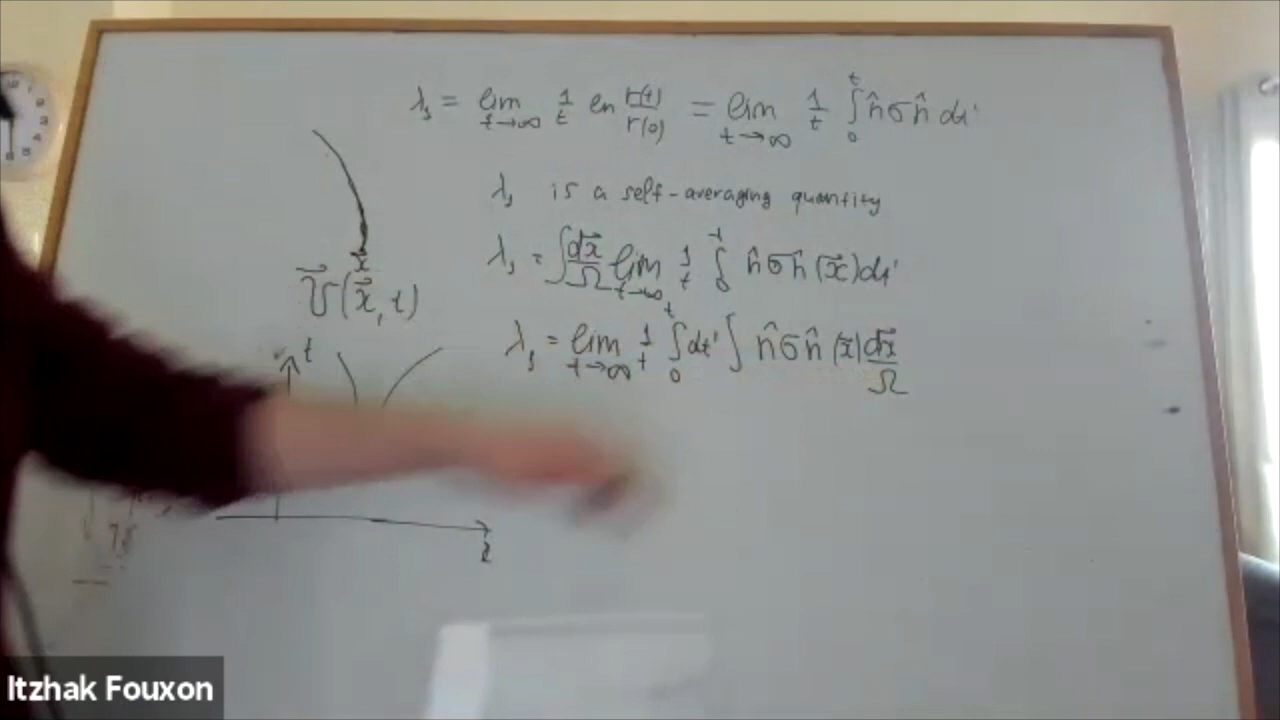 λ₁ = lim_{t→∞} 1/t ln r(t)/r(0) = lim_{t→∞} 1/t ∫₀ᵗ n̂σn̂ dt'
λ₁ is a self-averaging quantity
λ₁ = ∫ dx⃗/Ω lim_{t→∞} 1/t ∫₀ᵗ n̂σn̂(x⃗)dt'
λ₁ = lim_{t→∞} 1/t ∫₀ᵗ dt' ∫ n̂σn̂(x⃗) dx⃗/Ω
x⃗
v⃗(x⃗, t)
t
Itzhak Fouxon